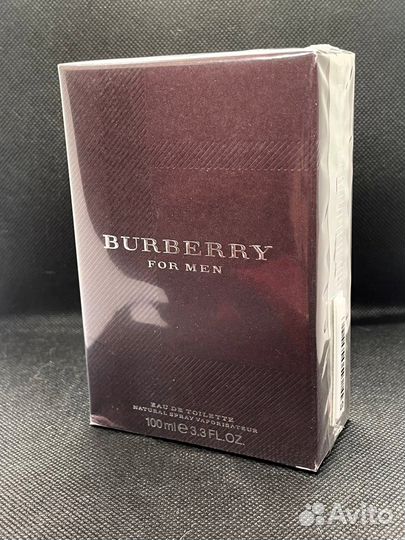 BURBERRY
FOR MEN
EAU DE TOILETTE
NATURAL SPRAY VAPORISATEUR
100 ml e 3.3 FL.OZ.
Avito